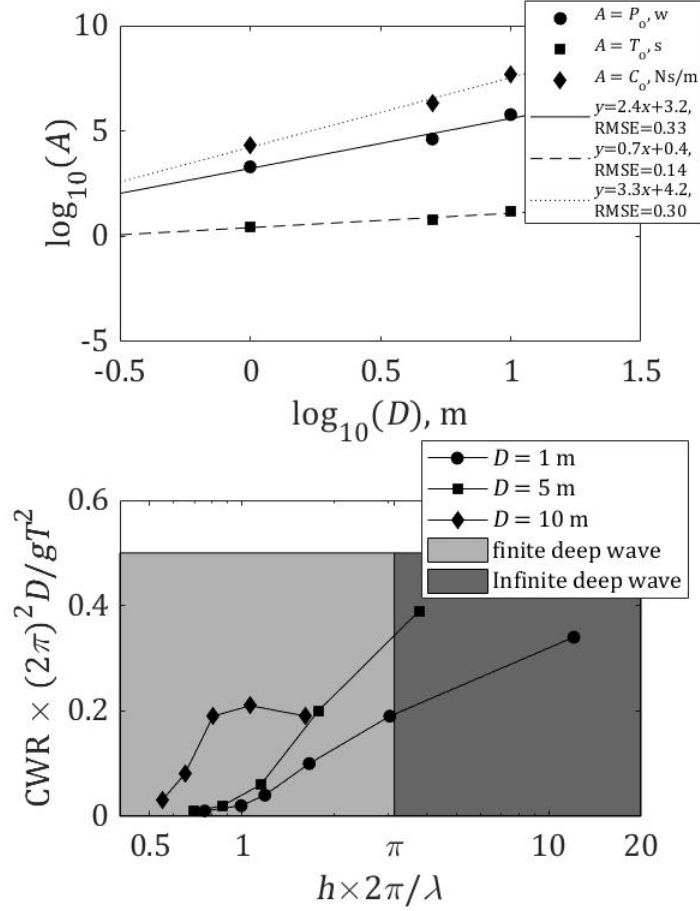 10
5
0
-5
log₁₀(A)
-0.5
0
0.5
1
1.5
log₁₀(D), m
A = Pₒ, w
A = Tₒ, s
A = Cₒ, Ns/m
y=2.4x+3.2,
RMSE=0.33
y=0.7x+0.4,
RMSE=0.14
y=3.3x+4.2,
RMSE=0.30
D = 1 m
D = 5 m
D = 10 m
finite deep wave
Infinite deep wave
0.6
0.4
0.2
0
CWR × (2π)²D/gT²
0.5
1
π
10
20
h×2π/λ